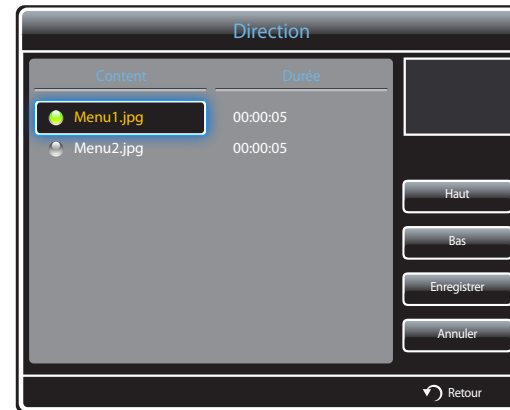 Direction
Content Durée
Menu1.jpg 00:00:05
Menu2.jpg 00:00:05
Haut
Bas
Enregistrer
Annuler
Retour